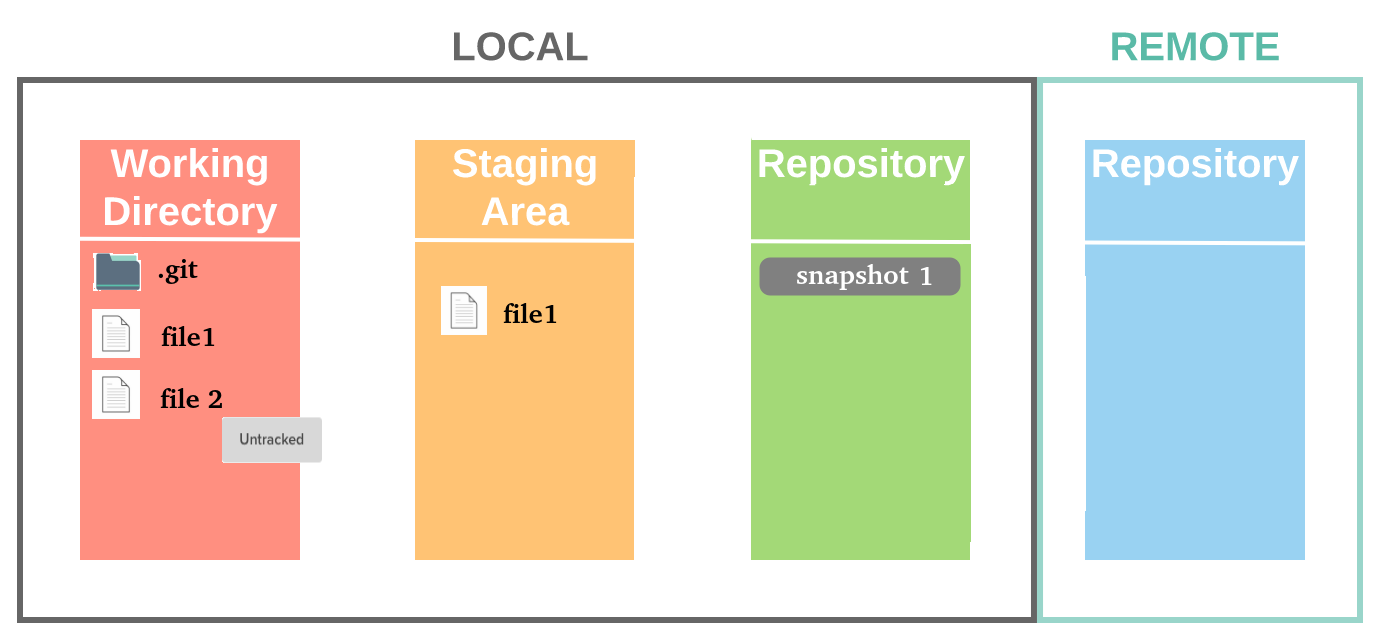 LOCAL
REMOTE
Working
Directory
Staging
Area
Repository
Repository
.git
file1
file 2
Untracked
file1
snapshot 1